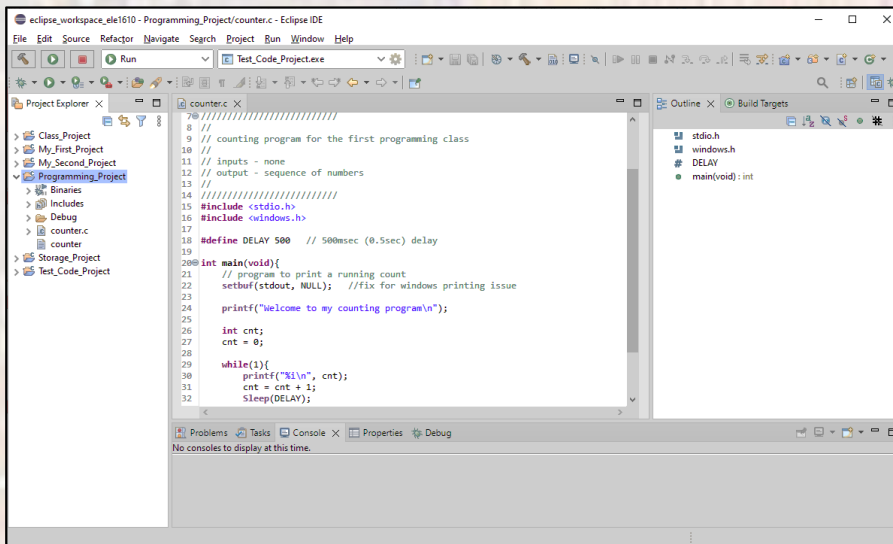 eclipse_workspace_ele1610 - Programming_Project/counter.c - Eclipse IDE
File Edit Source Refactor Navigate Search Project Run Window Help
Run
Test_Code_Project.exe
Project Explorer
Class_Project
My_First_Project
My_Second_Project
Programming_Project
Binaries
Includes
Debug
counter.c
counter
Storage_Project
Test_Code_Project
counter.c
7 //////////////////////////
8 //
9 // counting program for the first programming class
10 //
11 // inputs - none
12 // output - sequence of numbers
13 //
14 //////////////////////////
15 #include <stdio.h>
16 #include <windows.h>
17
18 #define DELAY 500 // 500msec (0.5sec) delay
19
20 int main(void){
21 // program to print a running count
22 setbuf(stdout, NULL); //fix for windows printing issue
23
24 printf("Welcome to my counting program\n");
25
26 int cnt;
27 cnt = 0;
28
29 while(1){
30 printf("%i\n", cnt);
31 cnt = cnt + 1;
32 Sleep(DELAY);
Outline Build Targets
stdio.h
windows.h
# DELAY
main(void) : int
Problems Tasks Console Properties Debug
No consoles to display at this time.